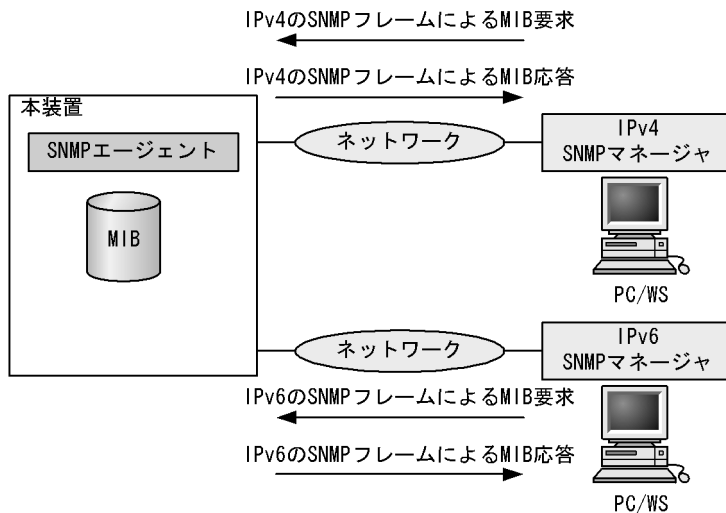 IPv4のSNMPフレームによるMIB要求
IPv4のSNMPフレームによるMIB応答
本装置
SNMPエージェント
MIB
ネットワーク
IPv4
SNMPマネージャ
PC/WS
ネットワーク
IPv6
SNMPマネージャ
IPv6のSNMPフレームによるMIB要求
IPv6のSNMPフレームによるMIB応答
PC/WS